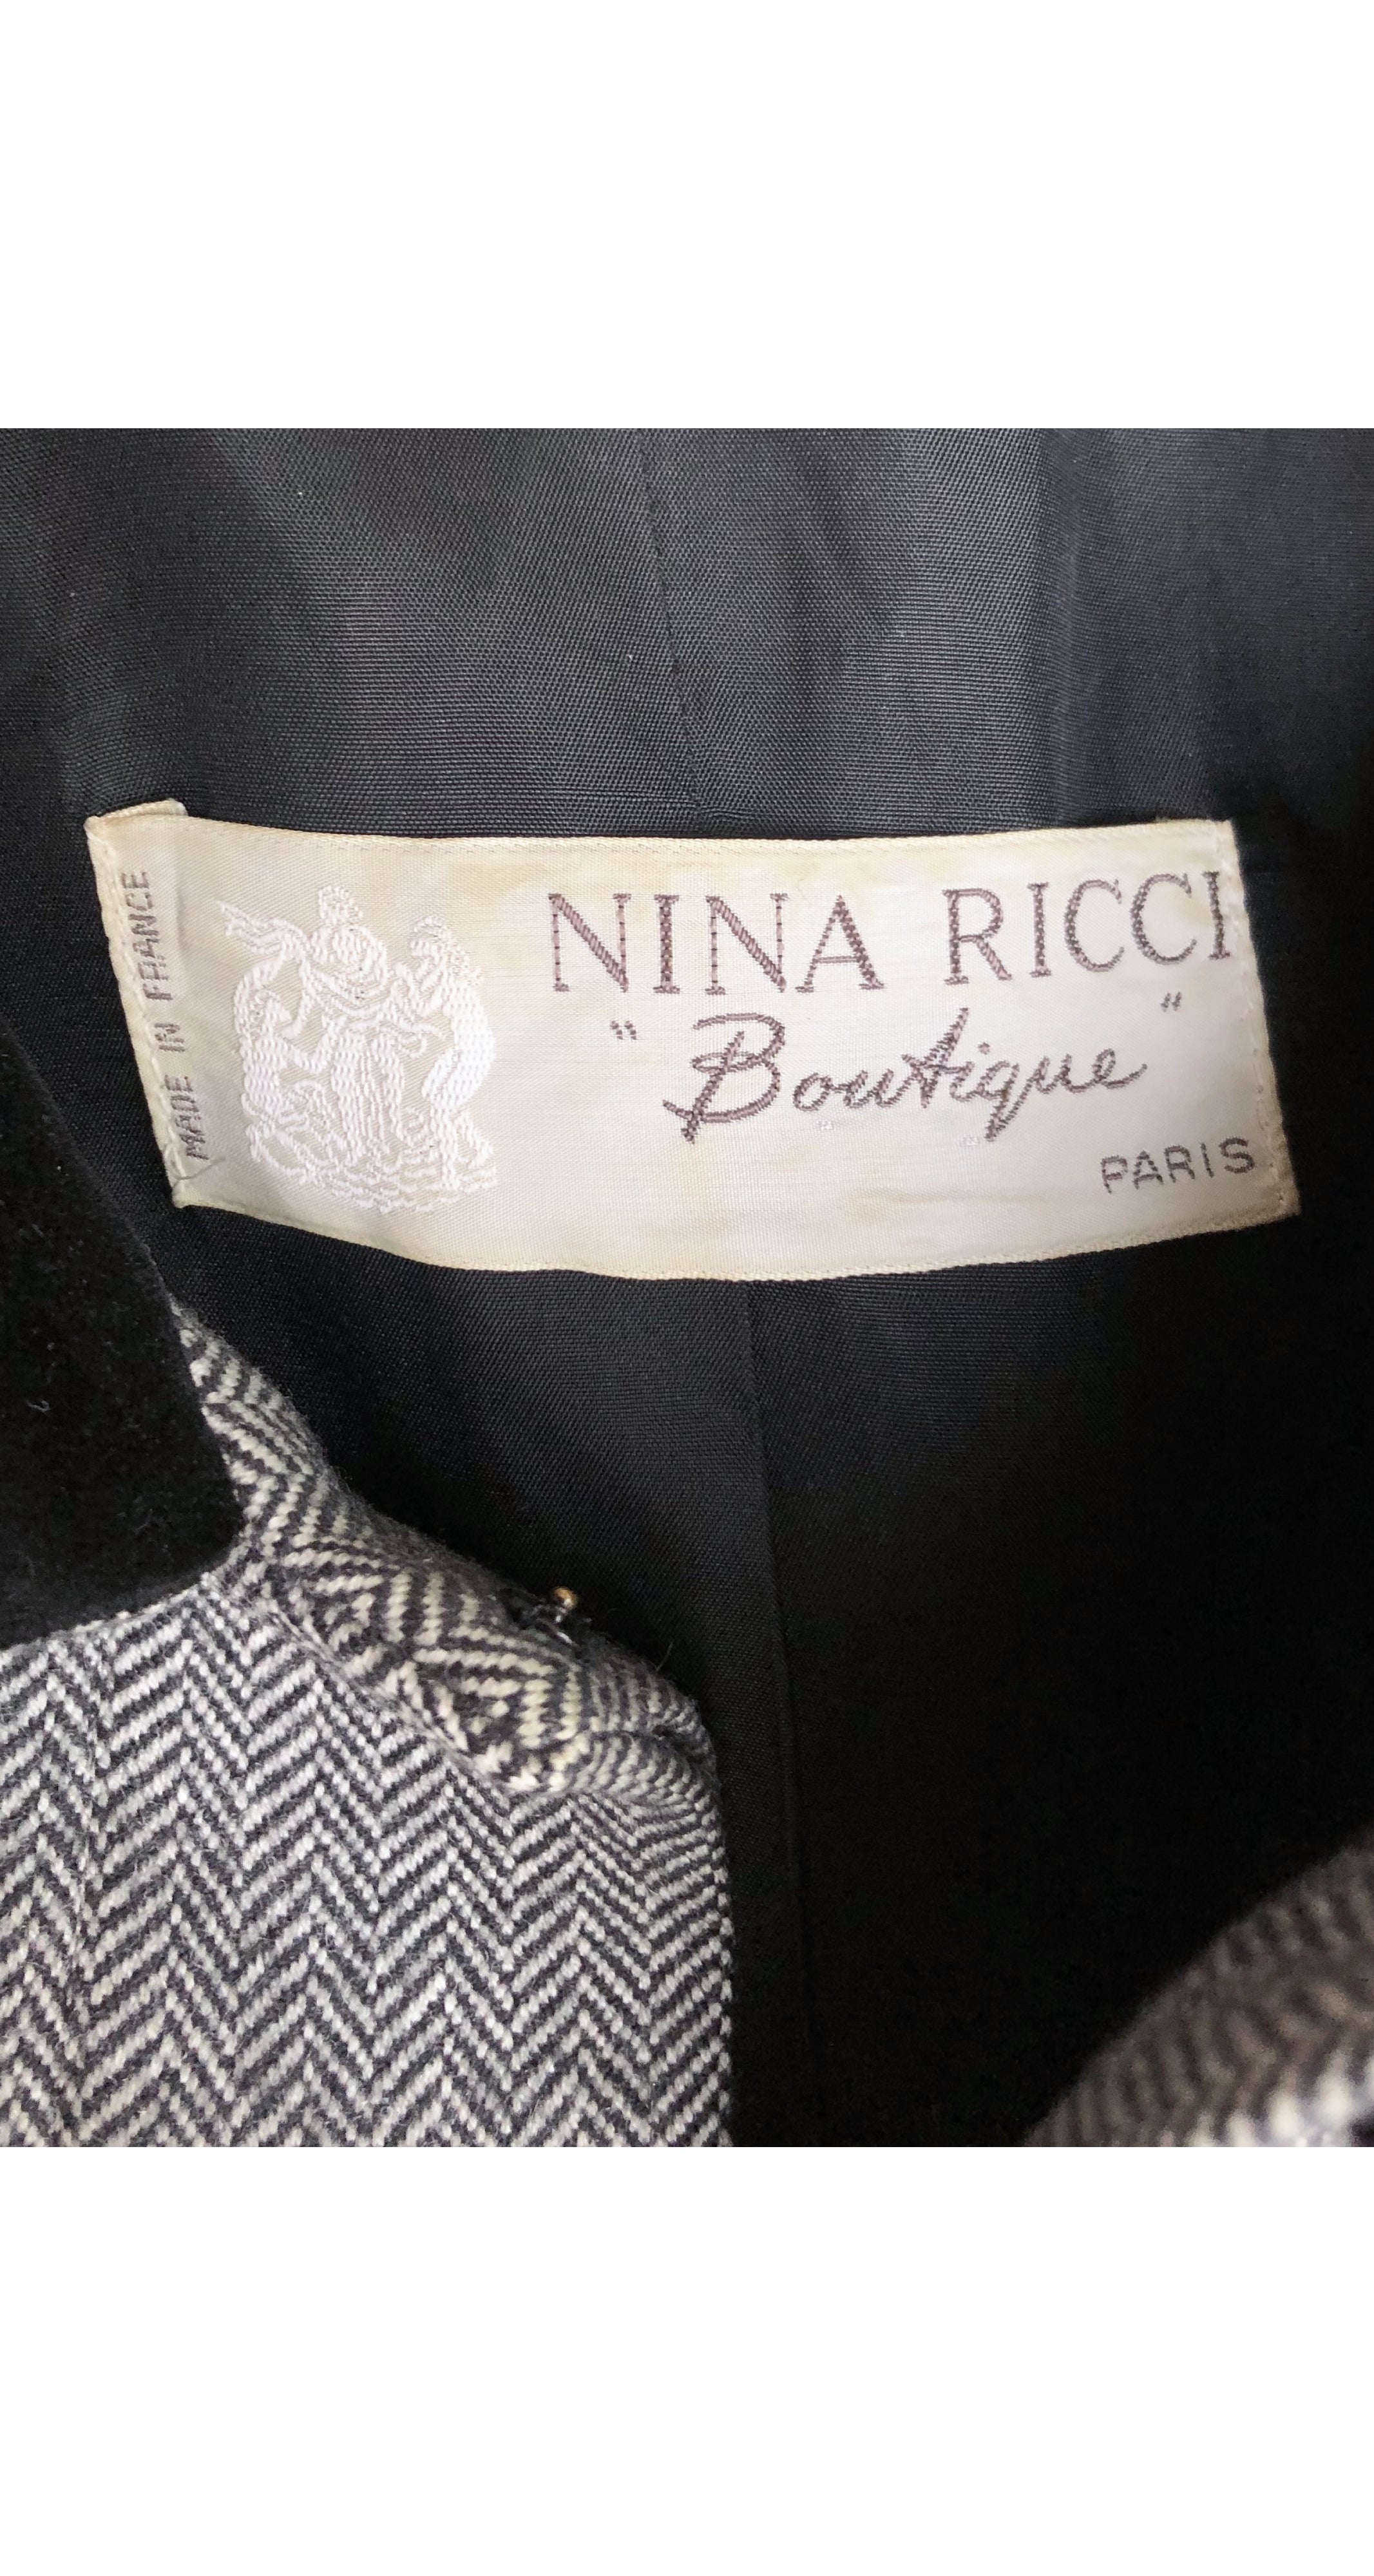 MADE IN FRANCE
NINA RICCI
"Boutique"
PARIS